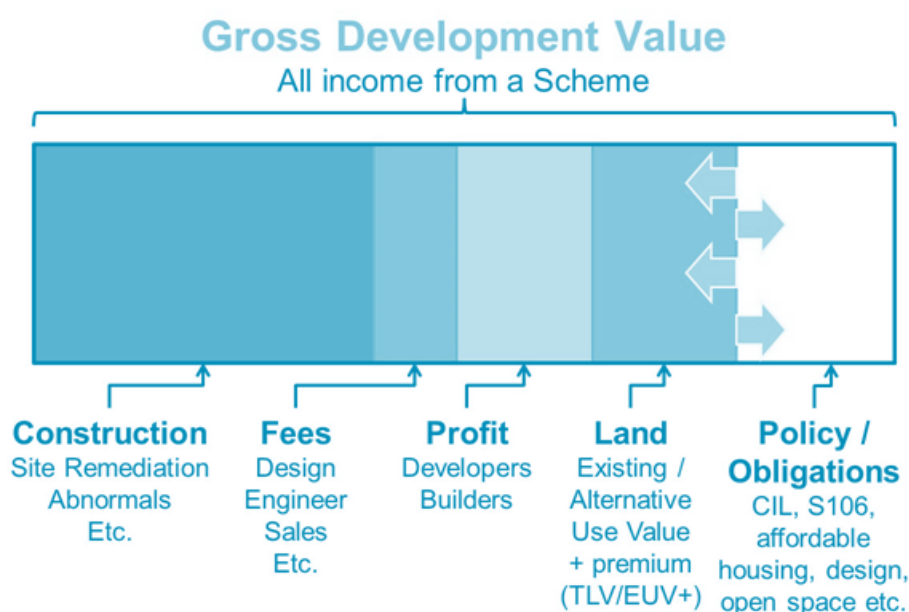 Gross Development Value
All income from a Scheme
Construction
Site Remediation
Abnormals
Etc.
Fees
Design
Engineer
Sales
Etc.
Profit
Developers
Builders
Land
Existing /
Alternative
Use Value
+ premium
(TLV/EUV+)
Policy /
Obligations
CIL, S106,
affordable
housing, design,
open space etc.